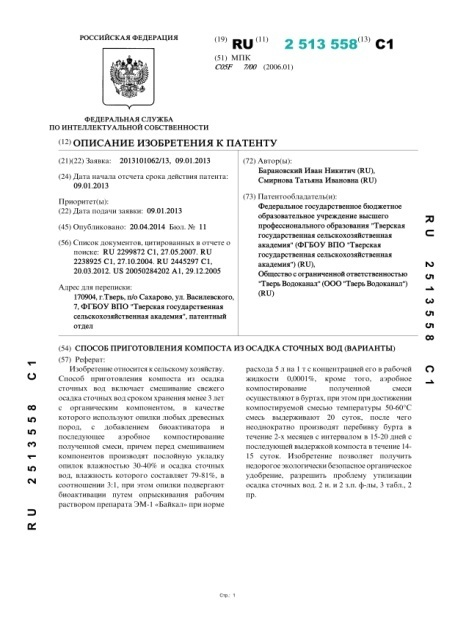 РОССИЙСКАЯ ФЕДЕРАЦИЯ
ФЕДЕРАЛЬНАЯ СЛУЖБА
ПО ИНТЕЛЛЕКТУАЛЬНОЙ СОБСТВЕННОСТИ
(19) RU (11) 2 513 558 (13) C1
(51) МПК
C05F 7/00 (2006.01)
(12) ОПИСАНИЕ ИЗОБРЕТЕНИЯ К ПАТЕНТУ
(21)(22) Заявка: 2013101062/13, 09.01.2013
(24) Дата начала отсчета срока действия патента:
09.01.2013
Приоритет(ы):
(22) Дата подачи заявки: 09.01.2013
(45) Опубликовано: 20.04.2014 Бюл. № 11
(56) Список документов, цитированных в отчете о
поиске: RU 2299872 C1, 27.05.2007. RU
2238925 C1, 27.10.2004. RU 2445297 C1,
20.03.2012. US 20050284202 A1, 29.12.2005
Адрес для переписки:
170904, г.Тверь, п/о Сахарово, ул. Василевского,
7, ФГБОУ ВПО "Тверская государственная
сельскохозяйственная академия", патентный
отдел
(72) Автор(ы):
Барановский Иван Никитич (RU),
Смирнова Татьяна Ивановна (RU)
(73) Патентообладатель(и):
Федеральное государственное бюджетное
образовательное учреждение высшего
профессионального образования "Тверская
государственная сельскохозяйственная
академия" (ФГБОУ ВПО "Тверская
государственная сельскохозяйственная
академия") (RU),
Общество с ограниченной ответственностью
"Тверь Водоканал" (ООО "Тверь Водоканал")
(RU)
(54) СПОСОБ ПРИГОТОВЛЕНИЯ КОМПОСТА ИЗ ОСАДКА СТОЧНЫХ ВОД (ВАРИАНТЫ)
(57) Реферат:
Изобретение относится к сельскому хозяйству.
Способ приготовления компоста из осадка
сточных вод включает смешивание свежего
осадка сточных вод сроком хранения менее 3 лет
с органическим компонентом, в качестве
которого используют опилки любых древесных
пород, с добавлением биоактиватора и
последующее аэробное компостирование
полученной смеси, причем перед смешиванием
компонентов производят послойную укладку
опилок влажностью 30-40% и осадка сточных
вод, влажность которого составляет 79-81%, в
соотношении 3:1, при этом опилки подвергают
биоактивации путем опрыскивания рабочим
раствором препарата ЭМ-1 «Байкал» при норме
расхода 5 л на 1 т с концентрацией его в рабочей
жидкости 0,0001%, кроме того, аэробное
компостирование полученной смеси
осуществляют в буртах, при этом при достижении
компостируемой смесью температуры 50-60°С
смесь выдерживают 20 суток, после чего
неоднократно производят перебивку бурта в
течение 2-х месяцев с интервалом в 15-20 дней с
последующей выдержкой компоста в течение 14-
15 суток. Изобретение позволяет получить
недорогое экологически безопасное органическое
удобрение, разрешить проблему утилизации
осадка сточных вод. 2 н. и 2 з.п. ф-лы, 3 табл., 2
пр.
RU 2513558 C1
RU 2513558 C1
Стр.: 1